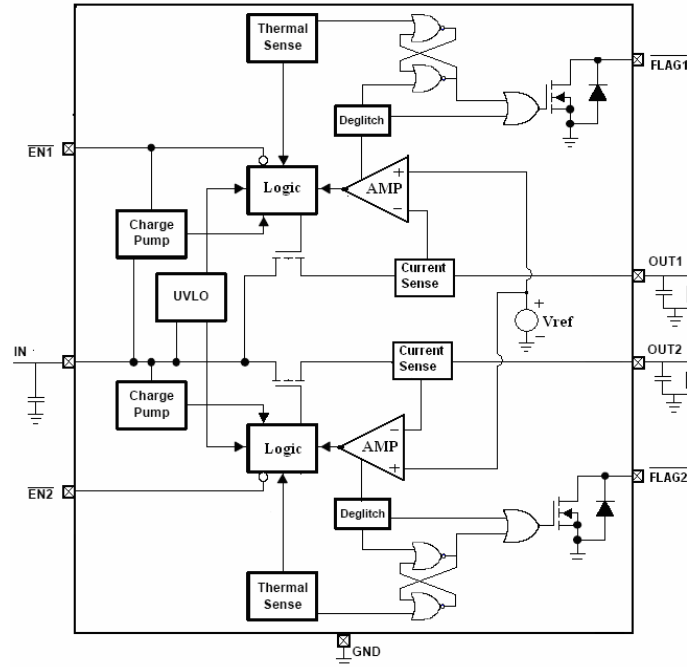 Thermal
Sense
FLAG1
Deglitch
EN1
Logic
AMP
+
−
Charge
Pump
Current
Sense
OUT1
UVLO
+
Vref
−
IN
Current
Sense
OUT2
Charge
Pump
Logic
AMP
−
+
EN2
FLAG2
Deglitch
Thermal
Sense
GND